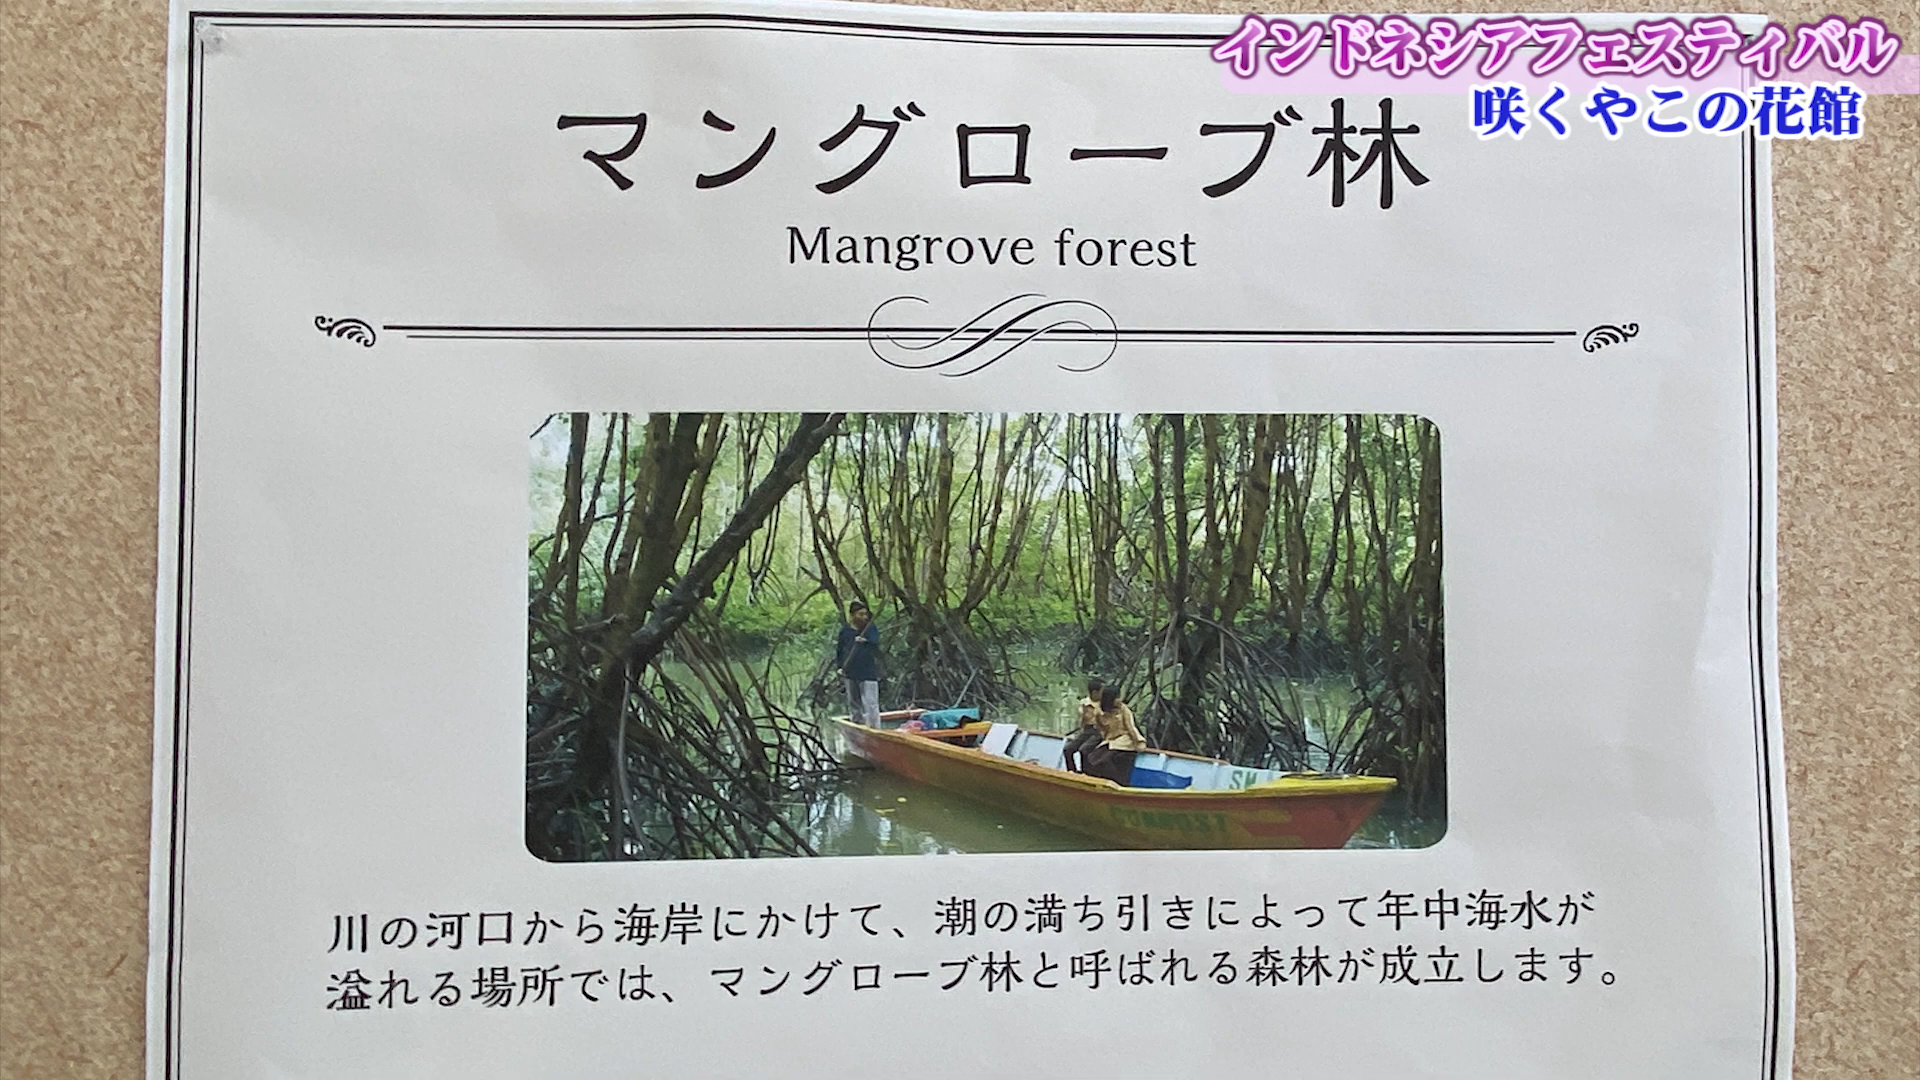 インドネシアフェスティバル
咲くやこの花館
マングローブ林
Mangrove forest
川の河口から海岸にかけて、潮の満ち引きによって年中海水が
溢れる場所では、マングローブ林と呼ばれる森林が成立します。